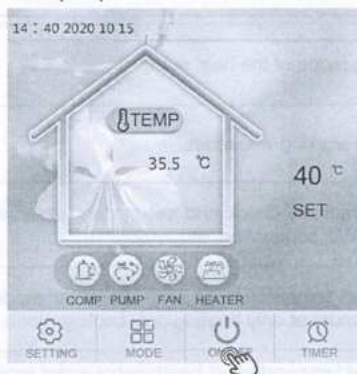 14 : 40 2020 10 15
TEMP
35.5 ℃
40 ℃
SET
COMP PUMP FAN HEATER
SETTING MODE ON/OFF TIMER